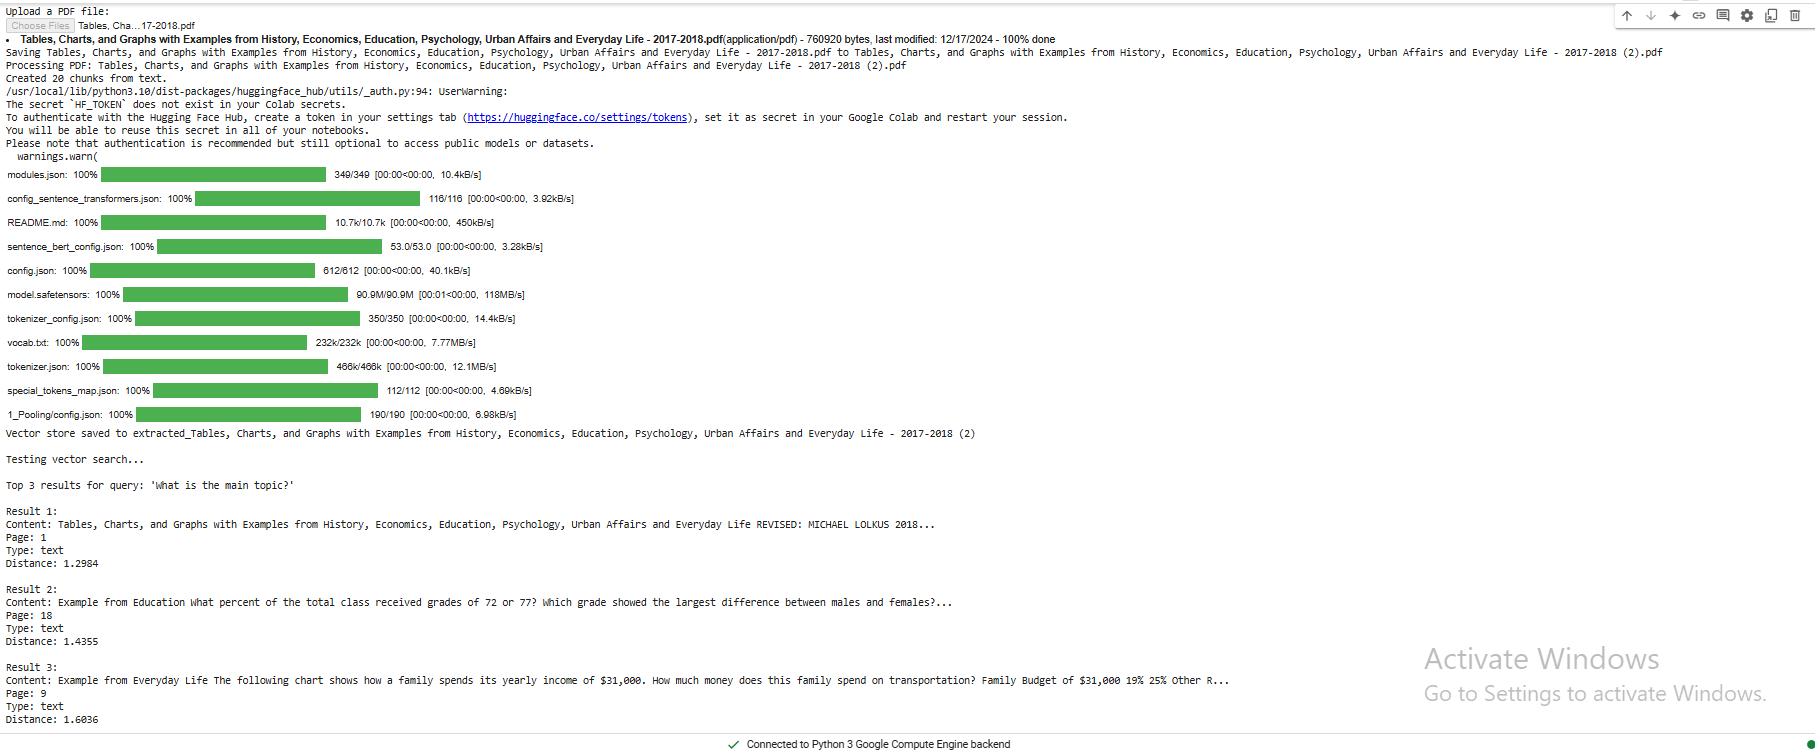 Upload a PDF file:
Choose Files Tables, Cha...17-2018.pdf
• Tables, Charts, and Graphs with Examples from History, Economics, Education, Psychology, Urban Affairs and Everyday Life - 2017-2018.pdf(application/pdf) - 760920 bytes, last modified: 12/17/2024 - 100% done
Saving Tables, Charts, and Graphs with Examples from History, Economics, Education, Psychology, Urban Affairs and Everyday Life - 2017-2018.pdf to Tables, Charts, and Graphs with Examples from History, Economics, Education, Psychology, Urban Affairs and Everyday Life - 2017-2018 (2).pdf
Processing PDF: Tables, Charts, and Graphs with Examples from History, Economics, Education, Psychology, Urban Affairs and Everyday Life - 2017-2018 (2).pdf
Created 20 chunks from text.
/usr/local/lib/python3.10/dist-packages/huggingface_hub/utils/_auth.py:94: UserWarning:
The secret `HF_TOKEN` does not exist in your Colab secrets.
To authenticate with the Hugging Face Hub, create a token in your settings tab (https://huggingface.co/settings/tokens), set it as secret in your Google Colab and restart your session.
You will be able to reuse this secret in all of your notebooks.
Please note that authentication is recommended but still optional to access public models or datasets.
warnings.warn(
modules.json: 100% 349/349 [00:00<00:00, 10.4kB/s]
config_sentence_transformers.json: 100% 116/116 [00:00<00:00, 3.92kB/s]
README.md: 100% 10.7k/10.7k [00:00<00:00, 450kB/s]
sentence_bert_config.json: 100% 53.0/53.0 [00:00<00:00, 3.28kB/s]
config.json: 100% 612/612 [00:00<00:00, 40.1kB/s]
model.safetensors: 100% 90.9M/90.9M [00:01<00:00, 118MB/s]
tokenizer_config.json: 100% 350/350 [00:00<00:00, 14.4kB/s]
vocab.txt: 100% 232k/232k [00:00<00:00, 7.77MB/s]
tokenizer.json: 100% 466k/466k [00:00<00:00, 12.1MB/s]
special_tokens_map.json: 100% 112/112 [00:00<00:00, 4.69kB/s]
1_Pooling/config.json: 100% 190/190 [00:00<00:00, 6.98kB/s]
Vector store saved to extracted_Tables, Charts, and Graphs with Examples from History, Economics, Education, Psychology, Urban Affairs and Everyday Life - 2017-2018 (2)
Testing vector search...
Top 3 results for query: 'What is the main topic?'
Result 1:
Content: Tables, Charts, and Graphs with Examples from History, Economics, Education, Psychology, Urban Affairs and Everyday Life REVISED: MICHAEL LOLKUS 2018...
Page: 1
Type: text
Distance: 1.2984
Result 2:
Content: Example from Education What percent of the total class received grades of 72 or 77? Which grade showed the largest difference between males and females?...
Page: 18
Type: text
Distance: 1.4355
Result 3:
Content: Example from Everyday Life The following chart shows how a family spends its yearly income of $31,000. How much money does this family spend on transportation? Family Budget of $31,000 19% 25% Other R...
Page: 9
Type: text
Distance: 1.6036
Activate Windows
Go to Settings to activate Windows.
Connected to Python 3 Google Compute Engine backend